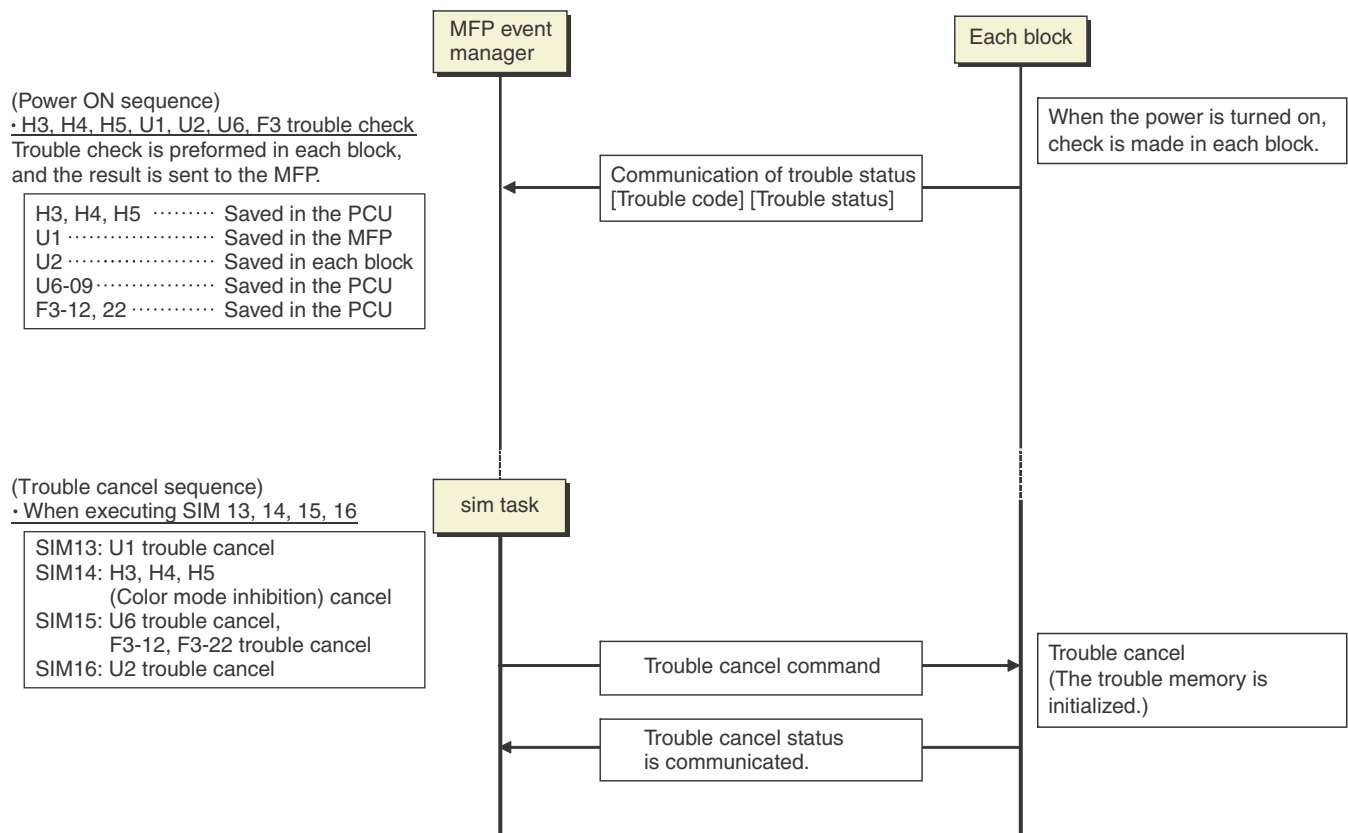 MFP event
manager
Each block
(Power ON sequence)
· H3, H4, H5, U1, U2, U6, F3 trouble check
Trouble check is preformed in each block,
and the result is sent to the MFP.
When the power is turned on,
check is made in each block.
Communication of trouble status
[Trouble code] [Trouble status]
H3, H4, H5 ········· Saved in the PCU
U1 ····················· Saved in the MFP
U2 ····················· Saved in each block
U6-09················· Saved in the PCU
F3-12, 22 ············ Saved in the PCU
(Trouble cancel sequence)
· When executing SIM 13, 14, 15, 16
sim task
SIM13: U1 trouble cancel
SIM14: H3, H4, H5
(Color mode inhibition) cancel
SIM15: U6 trouble cancel,
F3-12, F3-22 trouble cancel
SIM16: U2 trouble cancel
Trouble cancel command
Trouble cancel
(The trouble memory is
initialized.)
Trouble cancel status
is communicated.